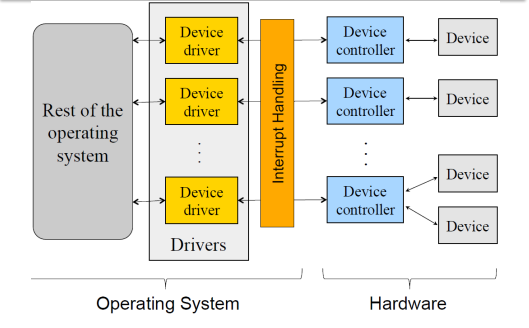 Rest of the
operating
system
Device
driver
Device
driver
Device
driver
Drivers
Interrupt Handling
Device
controller
Device
controller
Device
controller
Device
Device
Device
Device
Operating System
Hardware